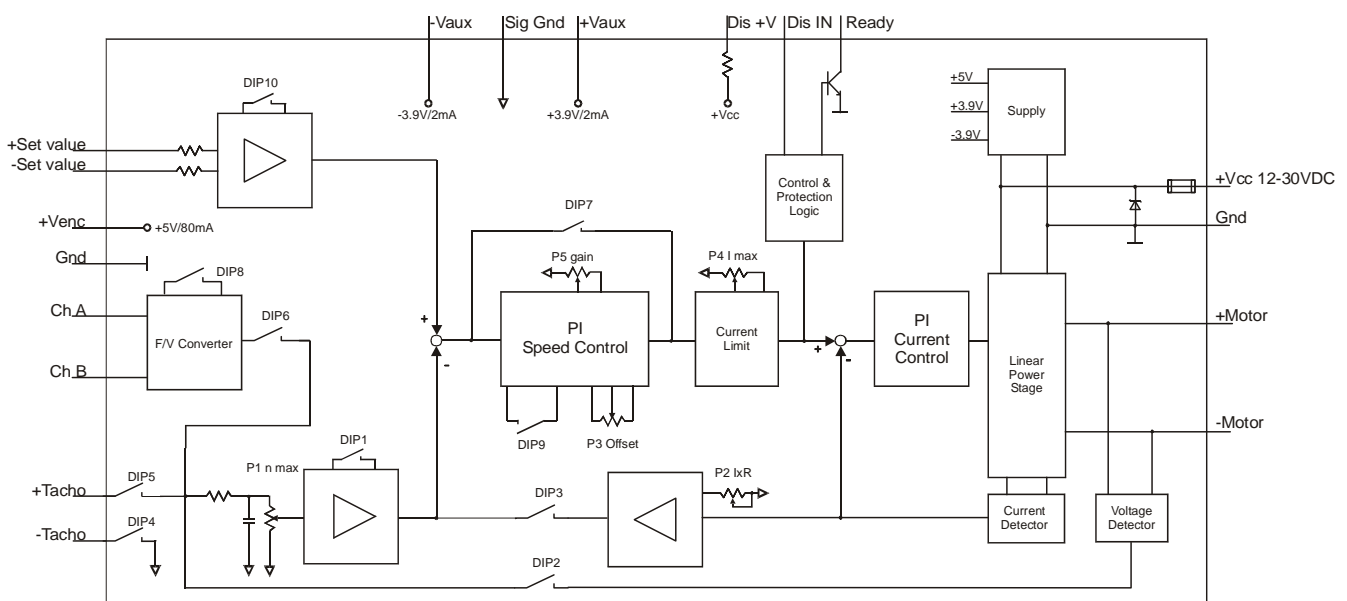 -Vaux
Sig Gnd
+Vaux
Dis +V
Dis IN
Ready
DIP10
-3.9V/2mA
+3.9V/2mA
+Vcc
+5V
+3.9V
-3.9V
Supply
+Set value
-Set value
+Vcc 12-30VDC
Control &
Protection
Logic
Gnd
+Venc
+5V/80mA
DIP7
Gnd
DIP8
P5 gain
P4 I max
Ch A
DIP6
F/V Converter
+
-
PI
Speed Control
Current
Limit
+
-
PI
Current
Control
Linear
Power
Stage
+Motor
Ch B
-Motor
DIP9
P3 Offset
DIP1
P1 n max
+Tacho
DIP5
DIP3
P2 IxR
Current
Detector
Voltage
Detector
-Tacho
DIP4
DIP2